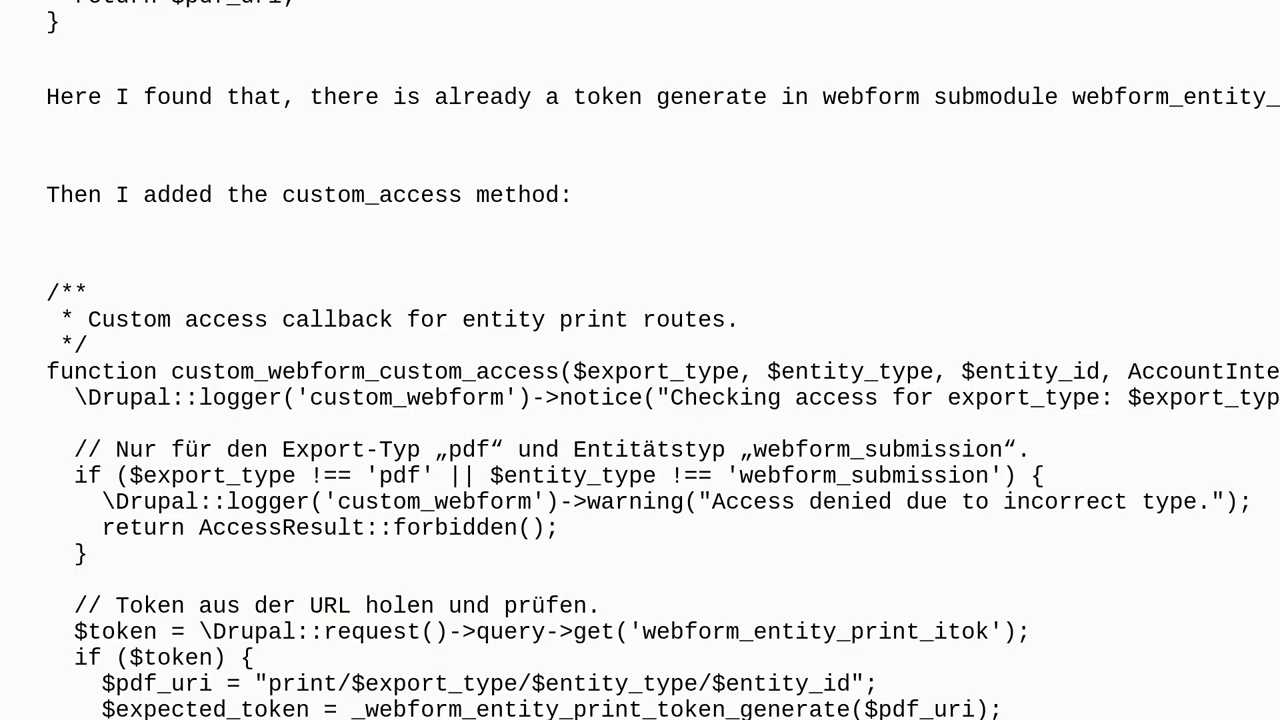 return $pdf_uri;
}
Here I found that, there is already a token generate in webform submodule webform_entity_
Then I added the custom_access method:
/**
 * Custom access callback for entity print routes.
 */
function custom_webform_custom_access($export_type, $entity_type, $entity_id, AccountInte
  \Drupal::logger('custom_webform')->notice("Checking access for export_type: $export_typ
  // Nur für den Export-Typ „pdf“ und Entitätstyp „webform_submission“.
  if ($export_type !== 'pdf' || $entity_type !== 'webform_submission') {
    \Drupal::logger('custom_webform')->warning("Access denied due to incorrect type.");
    return AccessResult::forbidden();
  }
  // Token aus der URL holen und prüfen.
  $token = \Drupal::request()->query->get('webform_entity_print_itok');
  if ($token) {
    $pdf_uri = "print/$export_type/$entity_type/$entity_id";
    $expected_token = _webform_entity_print_token_generate($pdf_uri);